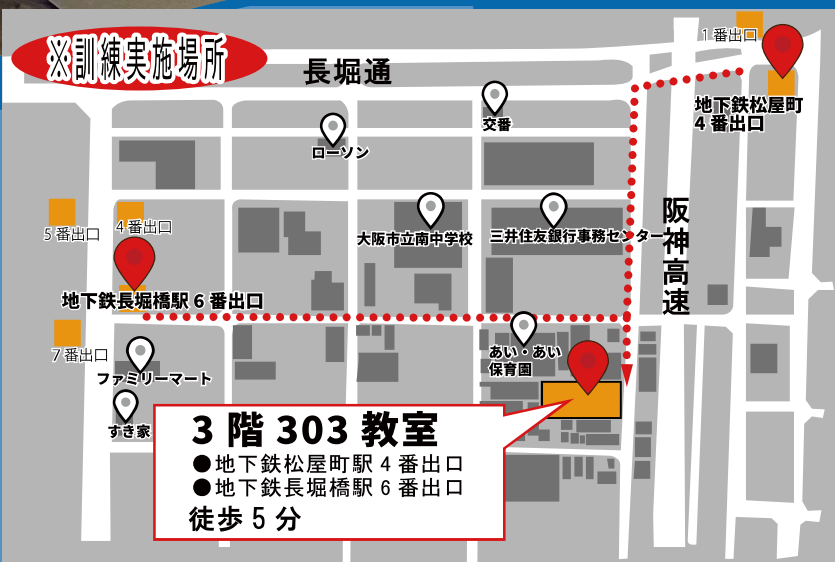 ※訓練実施場所
長堀通
1番出口
地下鉄松屋町
4番出口
交番
ローソン
阪神高速
5番出口
4番出口
大阪市立南中学校
三井住友銀行事務センター
地下鉄長堀橋駅6番出口
7番出口
ファミリーマート
あい・あい
保育園
すき家
3階303教室
●地下鉄松屋町駅4番出口
●地下鉄長堀橋駅6番出口
徒歩5分